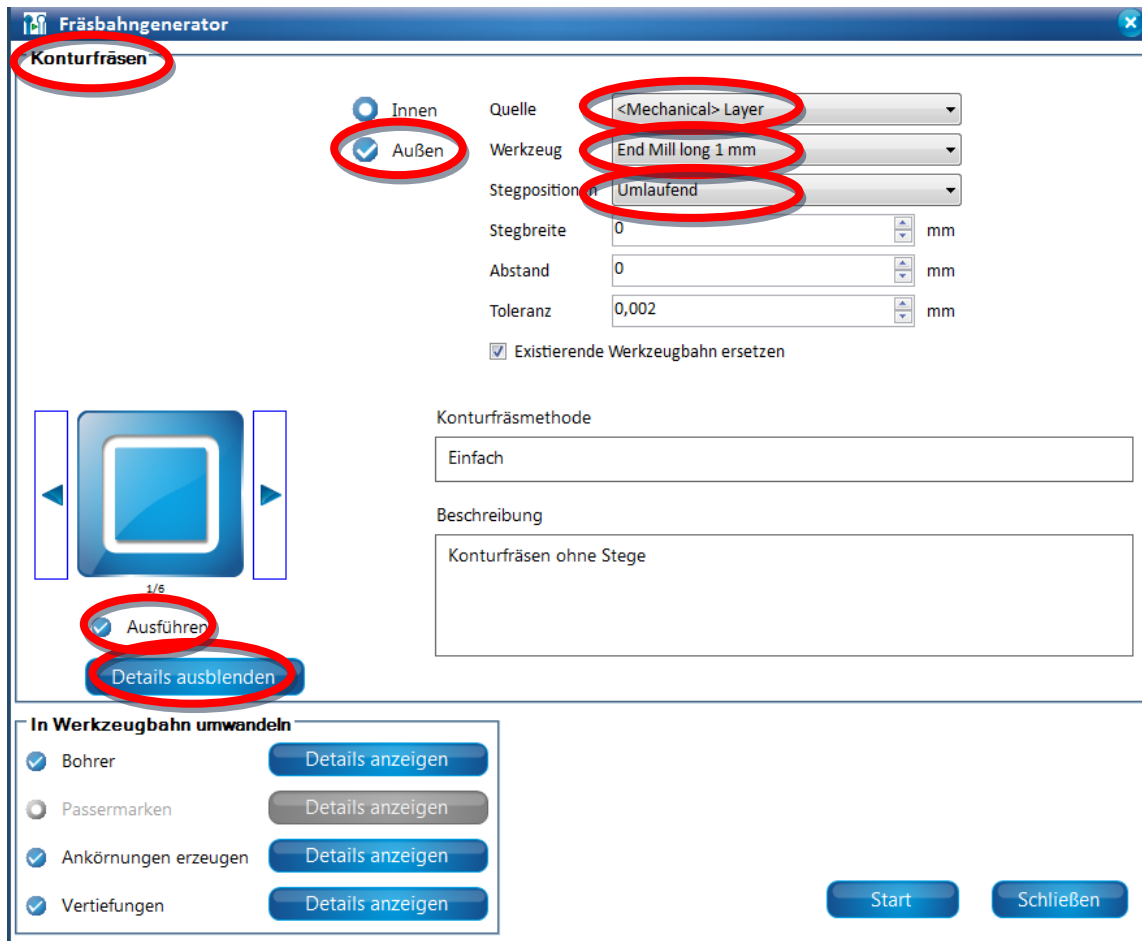 Fräsbahngenerator
Konturfräsen
Innen
Außen
Quelle
<Mechanical> Layer
Werkzeug
End Mill long 1 mm
Stegpositionen
Umlaufend
Stegbreite
0
mm
Abstand
0
mm
Toleranz
0,002
mm
Existierende Werkzeugbahn ersetzen
1/6
Ausführen
Details ausblenden
Konturfräsmethode
Einfach
Beschreibung
Konturfräsen ohne Stege
In Werkzeugbahn umwandeln
Bohrer
Details anzeigen
Passermarken
Details anzeigen
Ankörnungen erzeugen
Details anzeigen
Vertiefungen
Details anzeigen
Start
Schließen